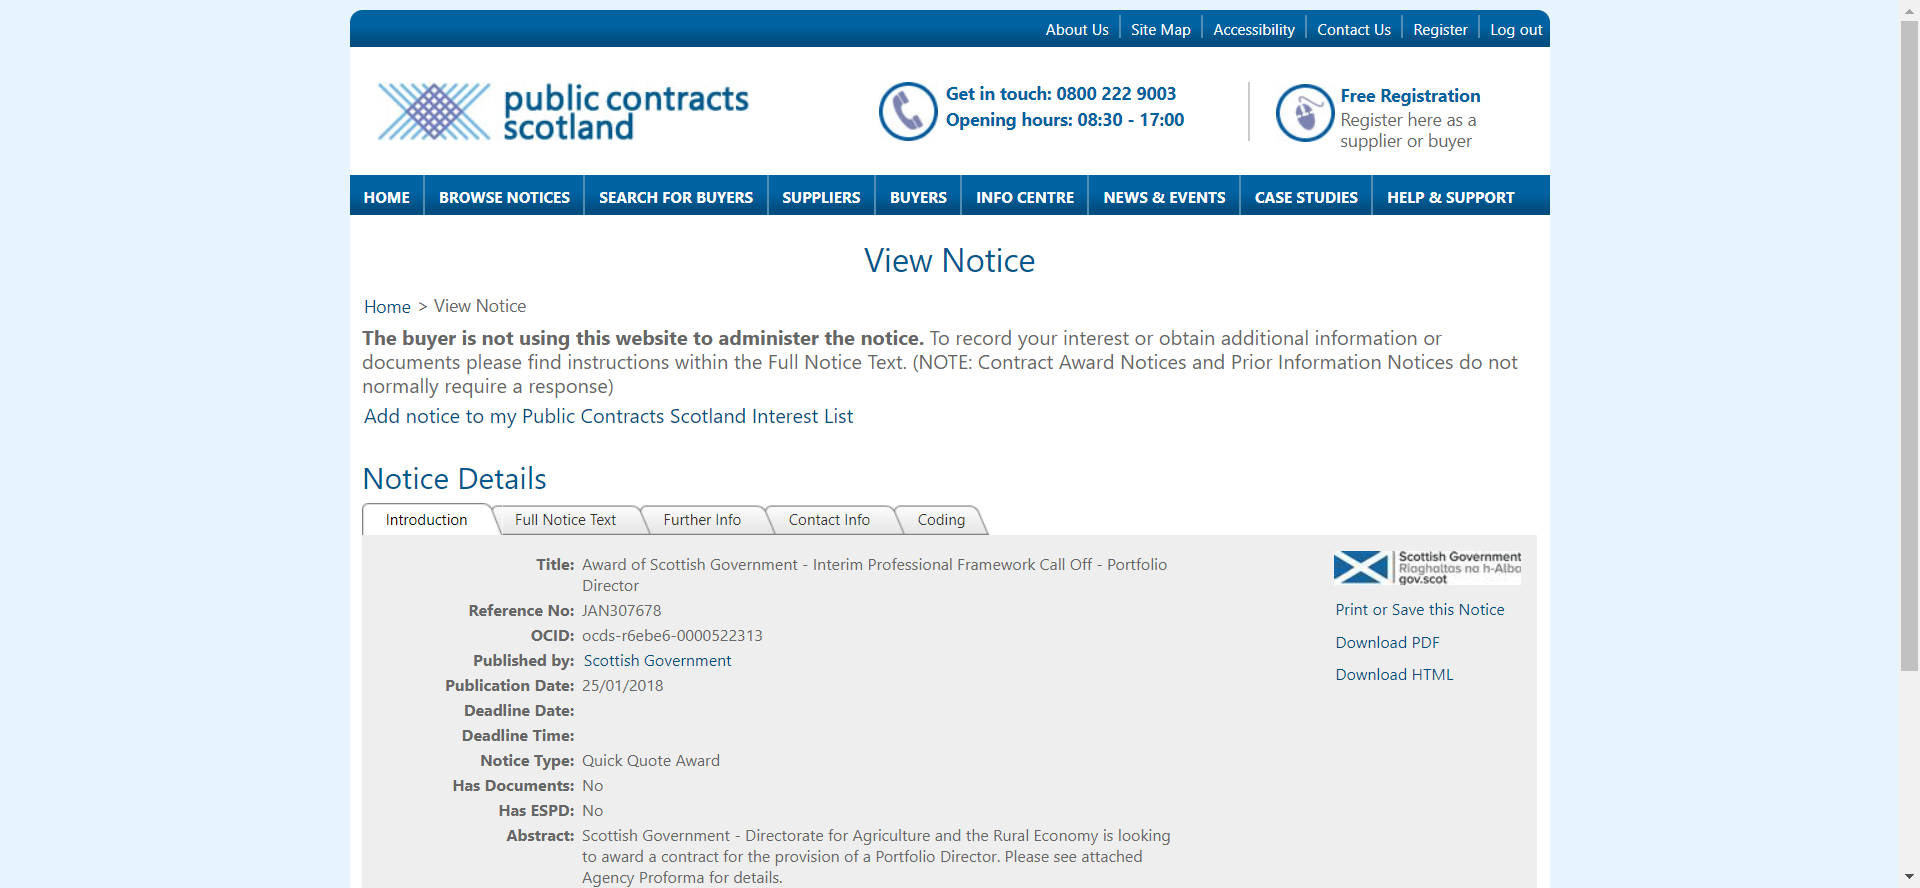 About Us
Site Map
Accessibility
Contact Us
Register
Log out
public contracts
scotland
Get in touch: 0800 222 9003
Opening hours: 08:30 - 17:00
Free Registration
Register here as a
supplier or buyer
HOME
BROWSE NOTICES
SEARCH FOR BUYERS
SUPPLIERS
BUYERS
INFO CENTRE
NEWS & EVENTS
CASE STUDIES
HELP & SUPPORT
View Notice
Home > View Notice
The buyer is not using this website to administer the notice. To record your interest or obtain additional information or
documents please find instructions within the Full Notice Text. (NOTE: Contract Award Notices and Prior Information Notices do not
normally require a response)
Add notice to my Public Contracts Scotland Interest List
Notice Details
Introduction
Full Notice Text
Further Info
Contact Info
Coding
Title: Award of Scottish Government - Interim Professional Framework Call Off - Portfolio
Director
Reference No: JAN307678
OCID: ocds-r6ebe6-0000522313
Published by: Scottish Government
Publication Date: 25/01/2018
Deadline Date:
Deadline Time:
Notice Type: Quick Quote Award
Has Documents: No
Has ESPD: No
Abstract: Scottish Government - Directorate for Agriculture and the Rural Economy is looking
to award a contract for the provision of a Portfolio Director. Please see attached
Agency Proforma for details.
Scottish Government
Riaghaltas na h-Alba
gov.scot
Print or Save this Notice
Download PDF
Download HTML